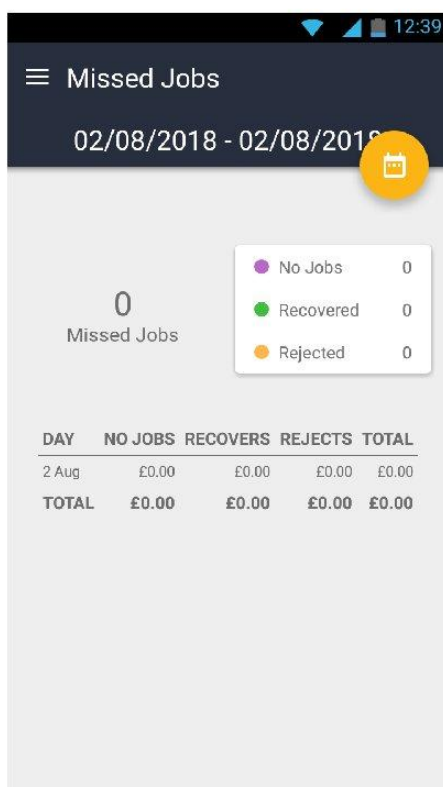 12:39
Missed Jobs
02/08/2018 - 02/08/2018
No Jobs 0
0
Missed Jobs
Recovered 0
Rejected 0
DAY NO JOBS RECOVERS REJECTS TOTAL
2 Aug £0.00 £0.00 £0.00 £0.00
TOTAL £0.00 £0.00 £0.00 £0.00